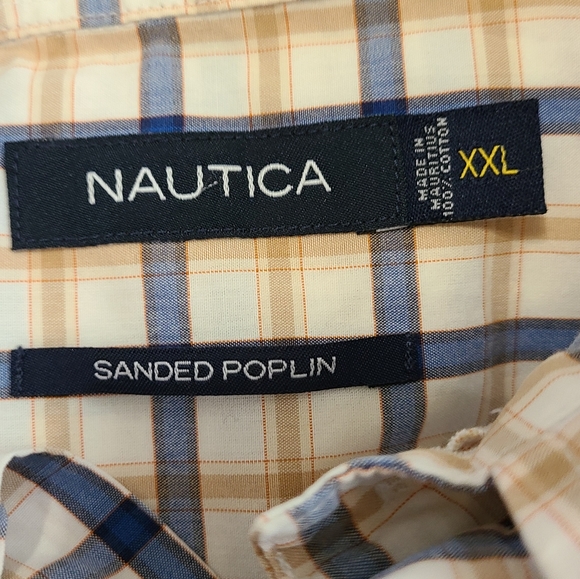 NAUTICA
MADE IN
MAURITIUS
100% COTTON
XXL
SANDED POPLIN